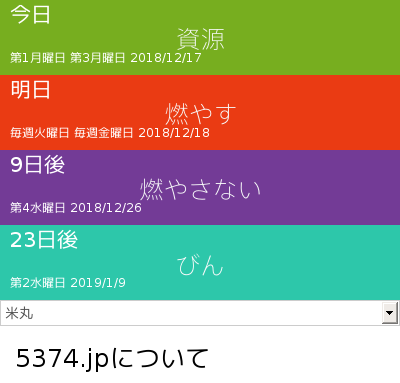 今日
資源
第1月曜日 第3月曜日 2018/12/17
明日
燃やす
毎週火曜日 毎週金曜日 2018/12/18
9日後
燃やさない
第4水曜日 2018/12/26
23日後
びん
第2水曜日 2019/1/9
米丸
5374.jpについて